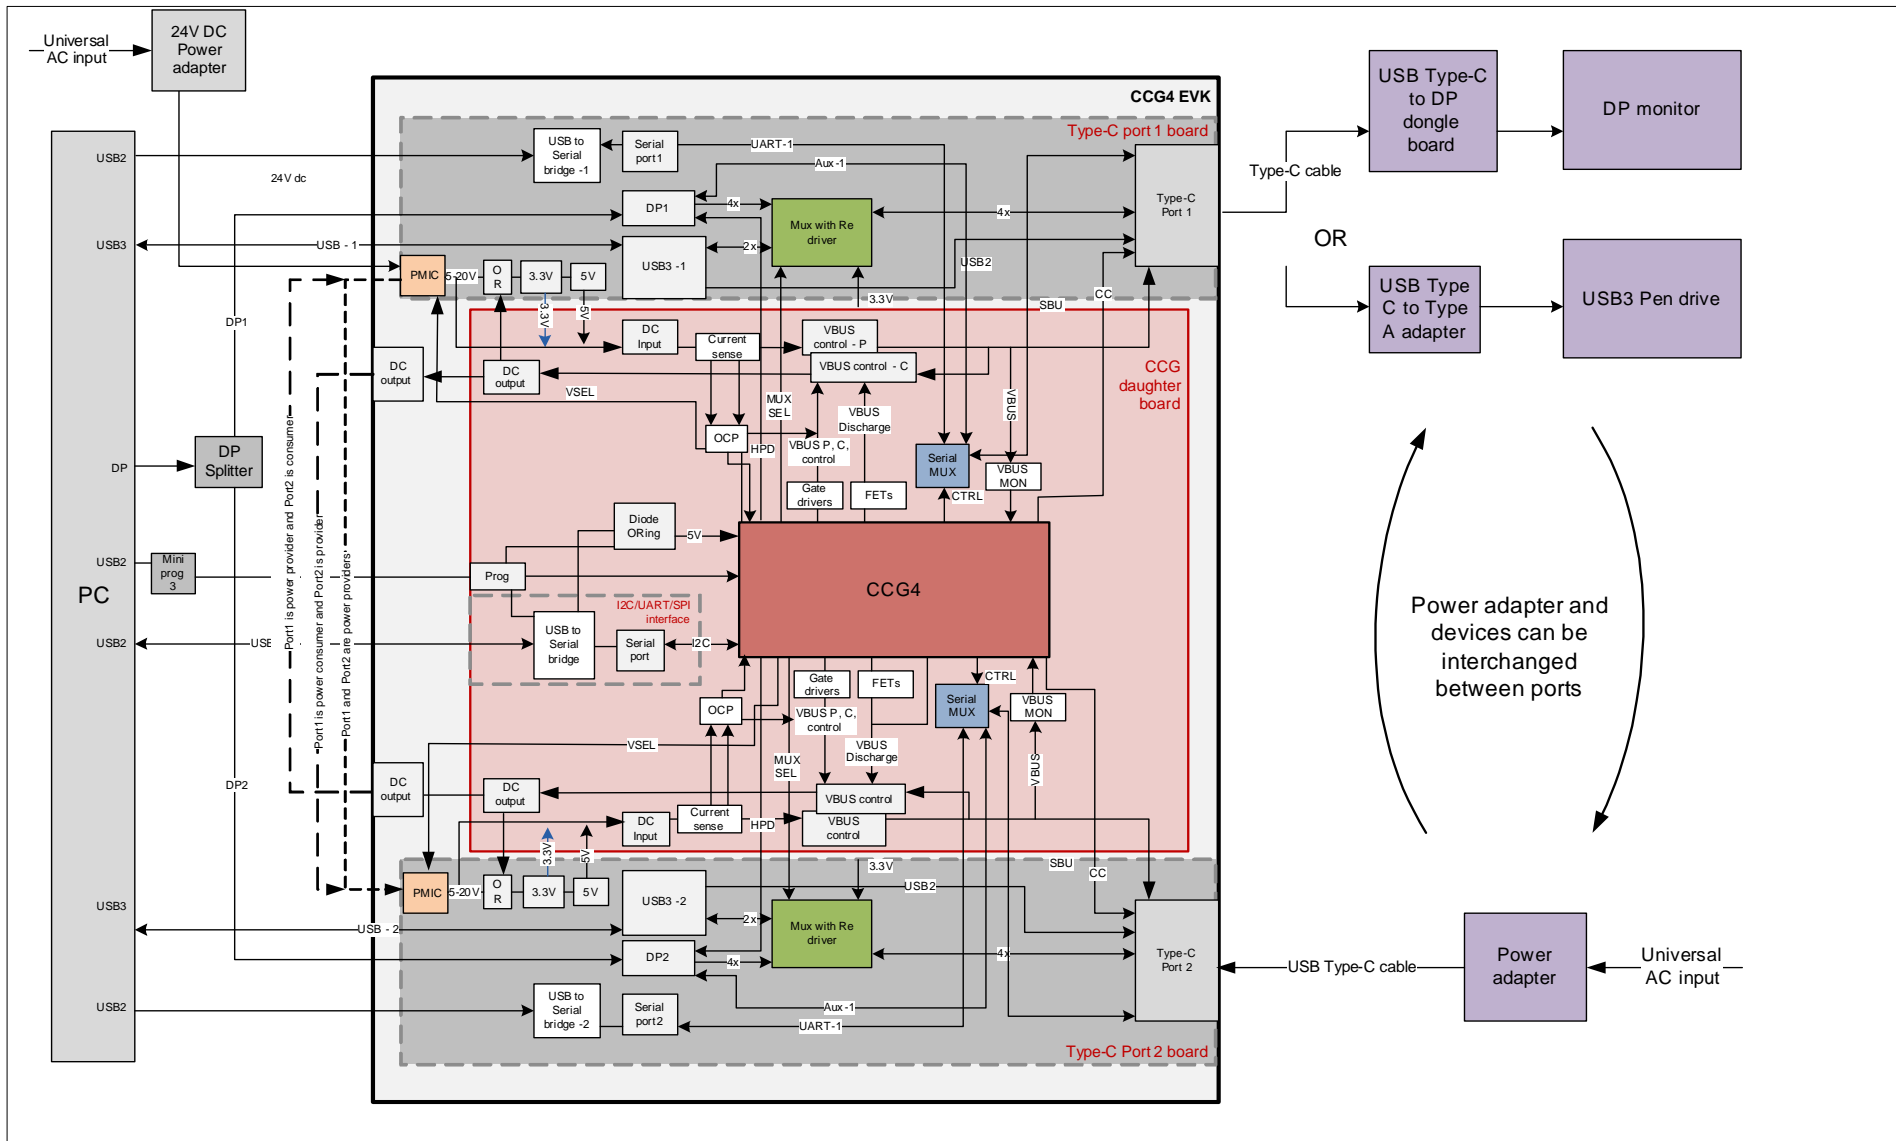 Universal
AC input
24V DC
Power
adapter
CCG4 EVK
Type-C port 1 board
USB2
USB to
Serial
bridge -1
Serial
port1
UART-1
Aux-1
24V dc
DP1
4x
Mux with Re
driver
4x
Type-C
Port 1
USB3
USB - 1
USB3 -1
2x
USB2
PMIC
5-20V
O
R
3.3V
5V
3.3V
SBU
CC
DP1
3.3V
5V
DC
Input
Current
sense
VBUS
control - P
VBUS control - C
CCG
daughter
board
DC
output
DC
output
VSEL
MUX
SEL
VBUS
Discharge
VBUS
OCP
HPD
VBUS P, C,
control
Serial
MUX
VBUS
MON
DP
DP
Splitter
Gate
drivers
FETs
CTRL
Port1 is power provider and Port2 is consumer
Port1 is power consumer and Port2 is provider
Port1 and Port2 are power providers
Diode
ORing
5V
USB2
Mini
prog
3
Prog
CCG4
PC
I2C/UART/SPI
interface
USB2
USB to
Serial
bridge
Serial
port
I2C
Gate
drivers
FETs
CTRL
OCP
VBUS P, C,
control
Serial
MUX
VBUS
MON
VSEL
MUX
SEL
VBUS
Discharge
VBUS
DP2
DC
output
DC
output
VBUS control
VBUS
control
DC
Input
Current
sense
HPD
3.3V
5V
3.3V
SBU
CC
PMIC
5-20V
O
R
3.3V
5V
USB3 -2
USB2
USB3
USB - 2
2x
Mux with Re
driver
DP2
4x
4x
Type-C
Port 2
USB2
USB to
Serial
bridge -2
Serial
port2
Aux-1
UART-1
Type-C Port 2 board
USB Type-C
to DP
dongle
board
DP monitor
Type-C cable
OR
USB Type
C to Type
A adapter
USB3 Pen drive
Power adapter and
devices can be
interchanged
between ports
USB Type-C cable
Power
adapter
Universal
AC input